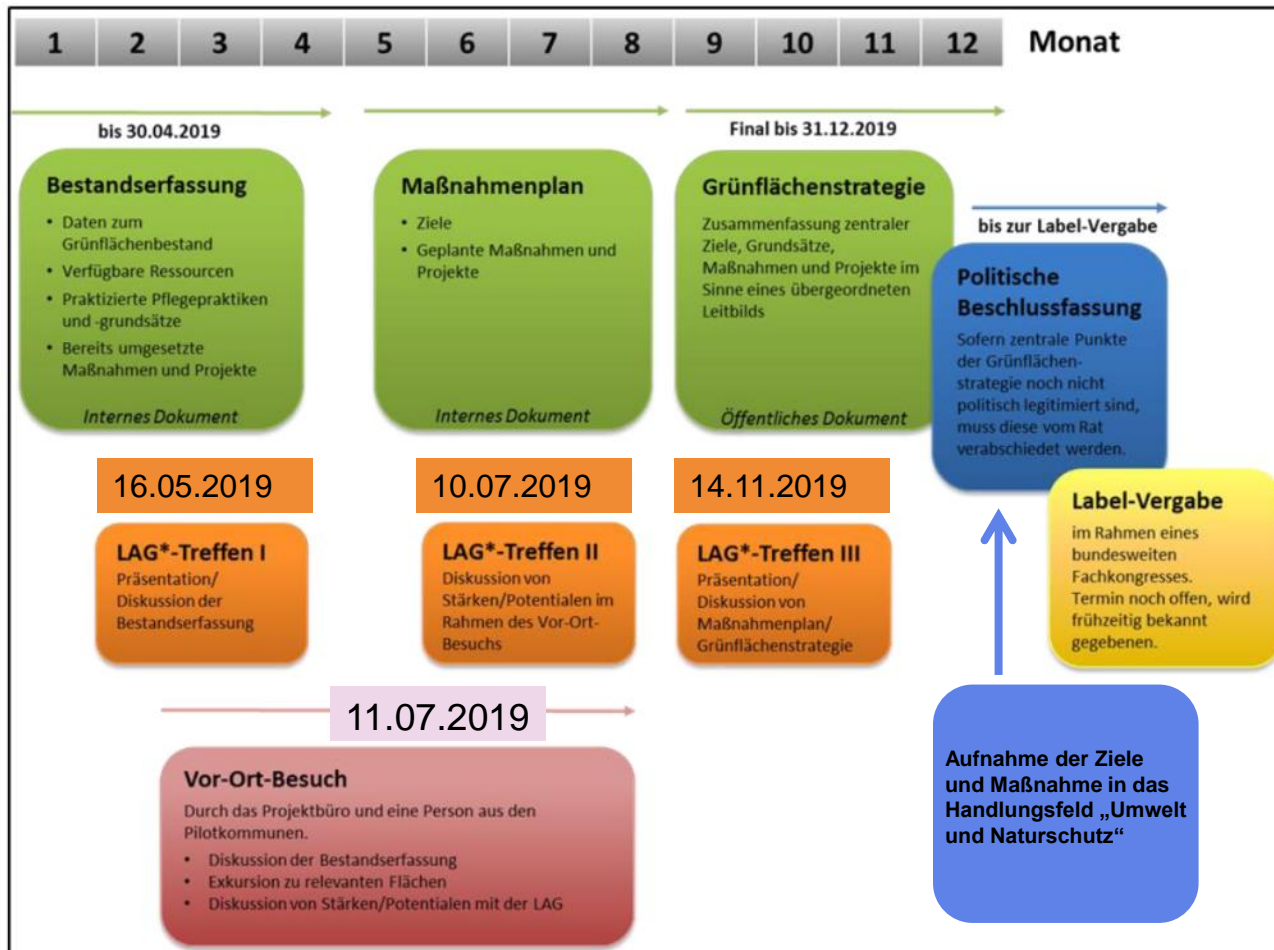 1 2 3 4 5 6 7 8 9 10 11 12 Monat
bis 30.04.2019
Final bis 31.12.2019
Bestandserfassung
• Daten zum
Grünflächenbestand
• Verfügbare Ressourcen
• Praktizierte Pflegepraktiken
und -grundsätze
• Bereits umgesetzte
Maßnahmen und Projekte
Internes Dokument
Maßnahmenplan
• Ziele
• Geplante Maßnahmen und
Projekte
Internes Dokument
Grünflächenstrategie
Zusammenfassung zentraler
Ziele, Grundsätze,
Maßnahmen und Projekte im
Sinne eines übergeordneten
Leitbilds
Öffentliches Dokument
bis zur Label-Vergabe
Politische
Beschlussfassung
Sofern zentrale Punkte
der Grünflächen-
strategie noch nicht
politisch legitimiert sind,
muss diese vom Rat
verabschiedet werden.
16.05.2019
10.07.2019
14.11.2019
LAG*-Treffen I
Präsentation/
Diskussion der
Bestandserfassung
LAG*-Treffen II
Diskussion von
Stärken/Potentialen im
Rahmen des Vor-Ort-
Besuchs
LAG*-Treffen III
Präsentation/
Diskussion von
Maßnahmenplan/
Grünflächenstrategie
Label-Vergabe
im Rahmen eines
bundesweiten
Fachkongresses.
Termin noch offen, wird
frühzeitig bekannt
gegebenen.
11.07.2019
Vor-Ort-Besuch
Durch das Projektbüro und eine Person aus den
Pilotkommunen.
• Diskussion der Bestandserfassung
• Exkursion zu relevanten Flächen
• Diskussion von Stärken/Potentialen mit der LAG
Aufnahme der Ziele
und Maßnahme in das
Handlungsfeld „Umwelt
und Naturschutz“